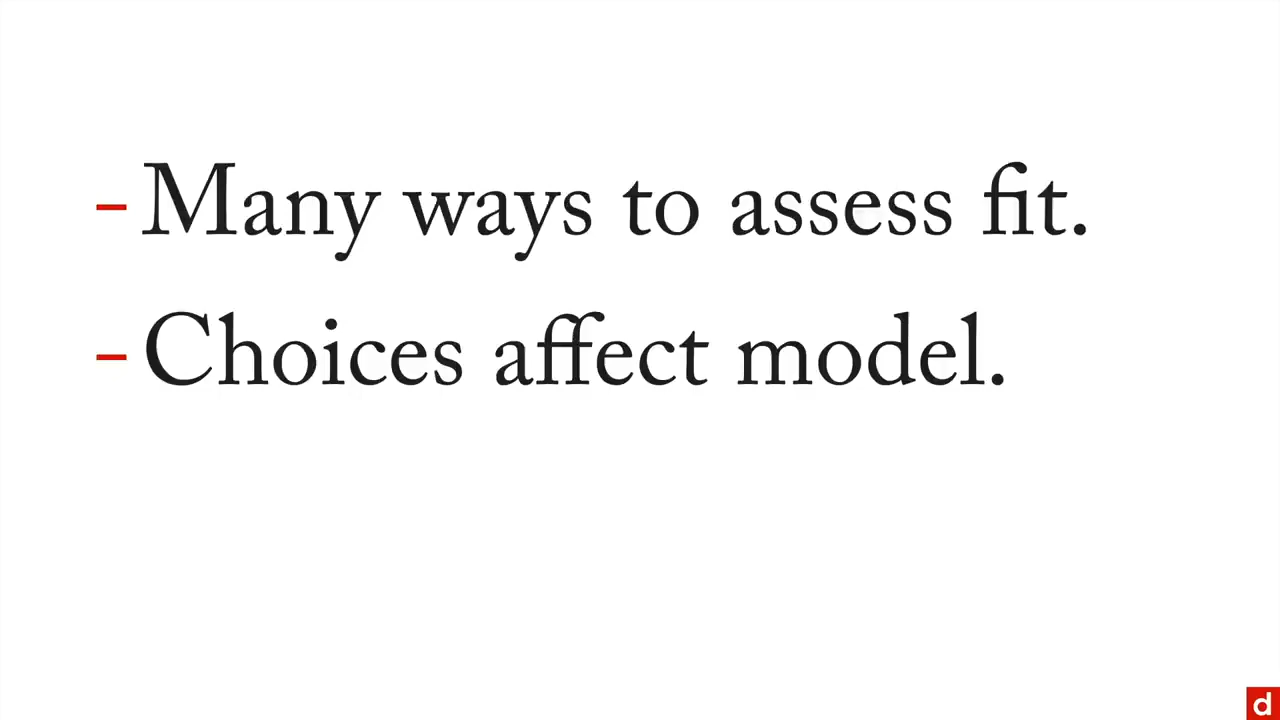 - Many ways to assess fit.
- Choices affect model.
d